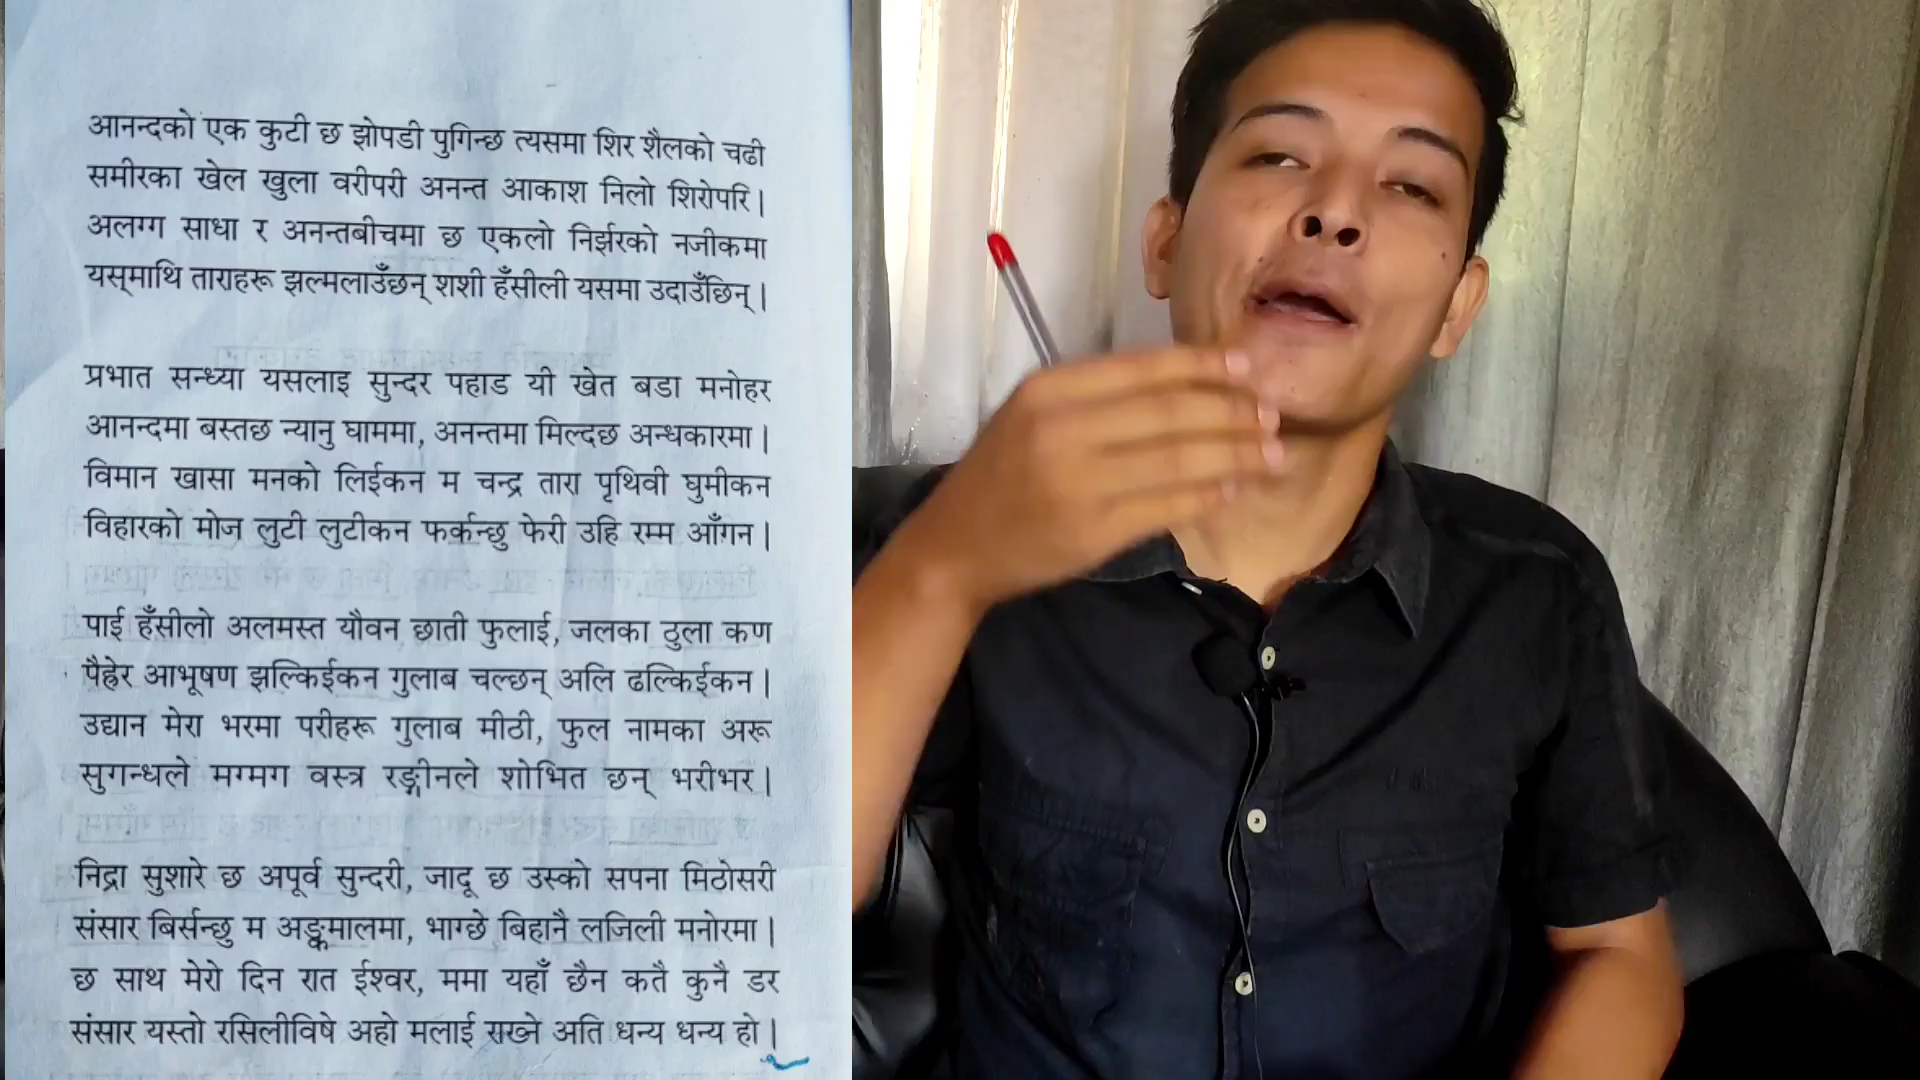 आनन्दको एक कुटी छ झोपडी पुगिन्छ त्यसमा शिर शैलको चढी
समीरका खेल खुला वरीपरी अनन्त आकाश निलो शिरोपरि।
अलग्ग साधा र अनन्तबीचमा छ एकलो निर्झरको नजीकमा
यस्‌माथि ताराहरू झल्मलाउँछन् शशी हँसीली यसमा उदाउँछिन्।
प्रभात सन्ध्या यसलाइ सुन्दर पहाड यी खेत बडा मनोहर
आनन्दमा बस्तछ न्यानु घाममा, अनन्तमा मिल्दछ अन्धकारमा।
विमान खासा मनको लिईकन म चन्द्र तारा पृथिवी घुमीकन
विहारको मोज लुटी लुटीकन फर्कन्छु फेरी उहि रम्म आँगन।
पाई हँसीलो अलमस्त यौवन छाती फुलाई, जलका ठुला कण
पैह्रेर आभूषण झल्किईकन गुलाब चल्छन् अलि ढल्किईकन।
उद्यान मेरा भरमा परीहरू गुलाब मीठी, फुल नामका अरू
सुगन्धले मग्मग वस्त्र रङ्गीनले शोभित छन् भरीभर।
निद्रा सुशारे छ अपूर्व सुन्दरी, जादू छ उस्को सपना मिठोसरी
संसार बिर्सन्छु म अङ्कमालमा, भाग्छे बिहानै लजिली मनोरमा।
छ साथ मेरो दिन रात ईश्वर, ममा यहाँ छैन कतै कुनै डर
संसार यस्तो रसिलीविषे अहो मलाई राख्ने अति धन्य धन्य हो।